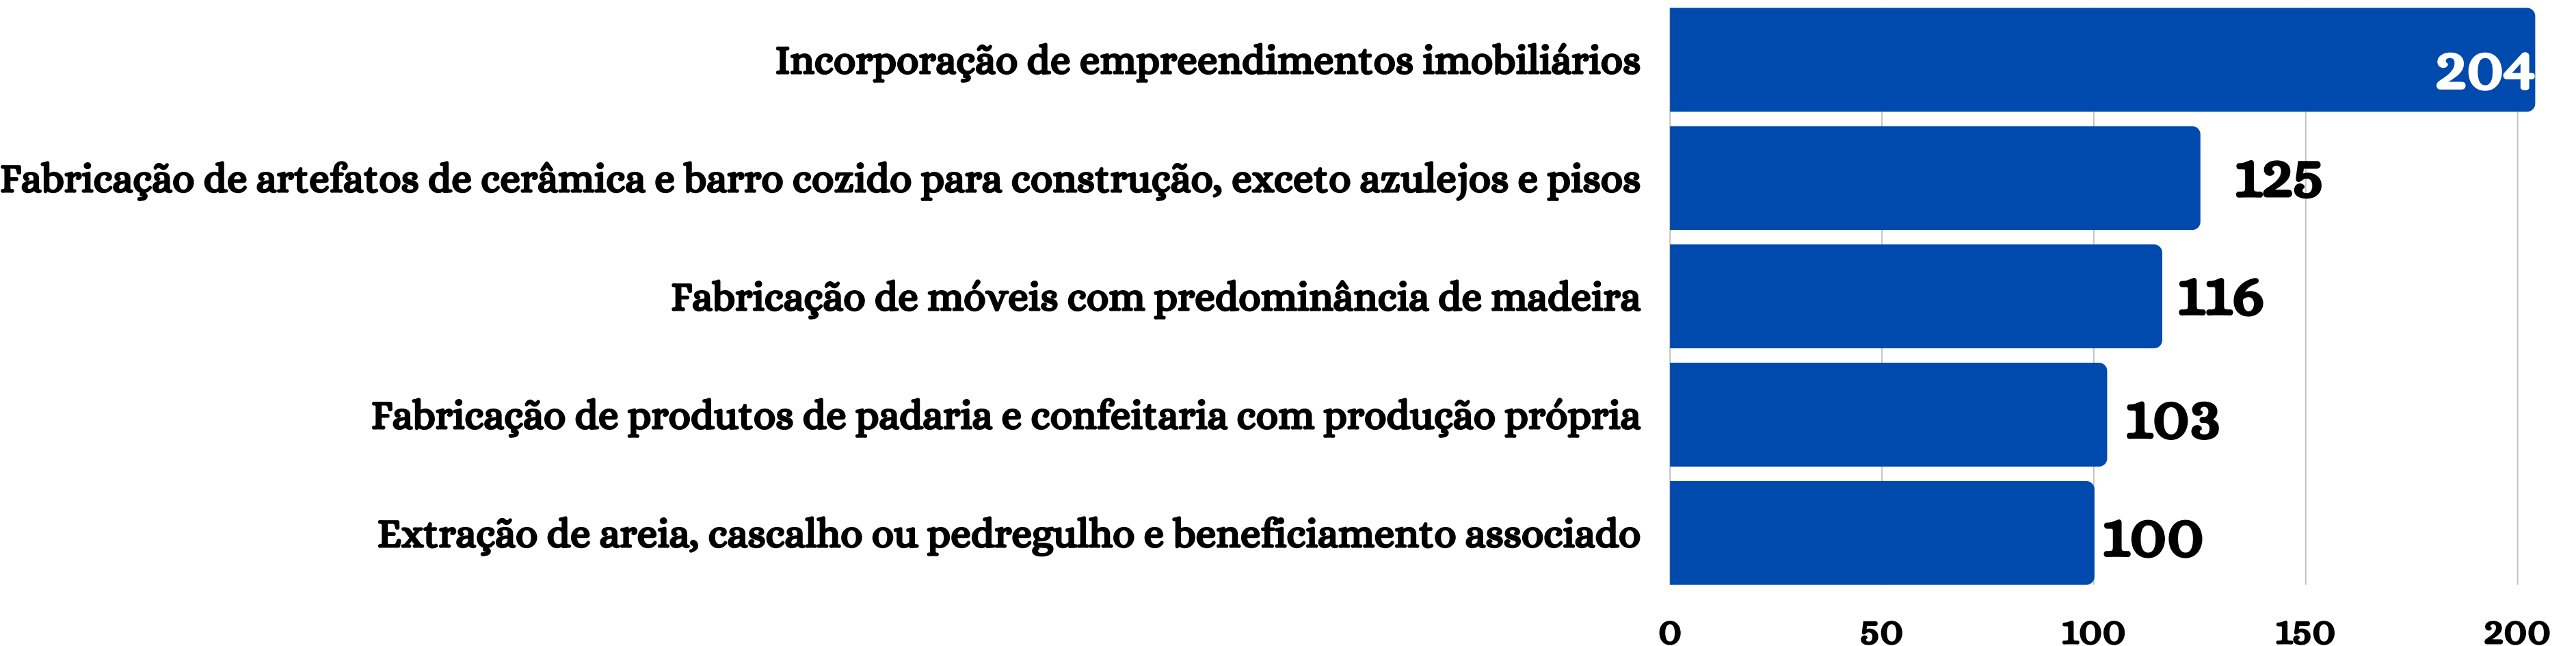 Incorporação de empreendimentos imobiliários
204
Fabricação de artefatos de cerâmica e barro cozido para construção, exceto azulejos e pisos
125
Fabricação de móveis com predominância de madeira
116
Fabricação de produtos de padaria e confeitaria com produção própria
103
Extração de areia, cascalho ou pedregulho e beneficiamento associado
100
0 50 100 150 200